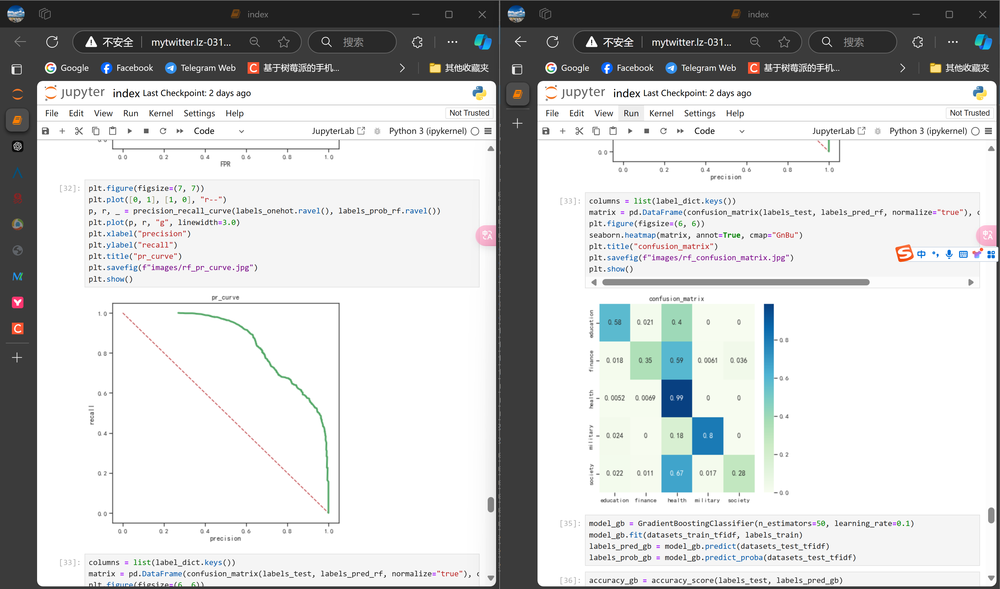 index
不安全
mytwitter.lz-031...
搜索
Google
Facebook
Telegram Web
基于树莓派的手机...
其他收藏夹
jupyter index Last Checkpoint: 2 days ago
File Edit View Run Kernel Settings Help
Not Trusted
Code
JupyterLab
Python 3 (ipykernel)
0.0 0.2 0.4 0.6 0.8 1.0
FPR
[32]:
plt.figure(figsize=(7, 7))
plt.plot([0, 1], [1, 0], "r--")
p, r, _ = precision_recall_curve(labels_onehot.ravel(), labels_prob_rf.ravel())
plt.plot(p, r, "g", linewidth=3.0)
plt.xlabel("precision")
plt.ylabel("recall")
plt.title("pr_curve")
plt.savefig(f"images/rf_pr_curve.jpg")
plt.show()
pr_curve
1.0
0.8
0.6
0.4
0.2
0.0
recall
0.0 0.2 0.4 0.6 0.8 1.0
precision
[33]:
columns = list(label_dict.keys())
matrix = pd.DataFrame(confusion_matrix(labels_test, labels_pred_rf, normalize="true"), c
plt.figure(figsize=(6, 6))
index
不安全
mytwitter.lz-031...
搜索
Google
Facebook
Telegram Web
基于树莓派的手机...
其他收藏夹
jupyter index Last Checkpoint: 2 days ago
File Edit View Run Kernel Settings Help
Not Trusted
Code
JupyterLab
Python 3 (ipykernel)
0.0
0.0 0.2 0.4 0.6 0.8 1.0
precision
[33]:
columns = list(label_dict.keys())
matrix = pd.DataFrame(confusion_matrix(labels_test, labels_pred_rf, normalize="true"), c
plt.figure(figsize=(6, 6))
seaborn.heatmap(matrix, annot=True, cmap="GnBu")
plt.title("confusion_matrix")
plt.savefig(f"images/rf_confusion_matrix.jpg")
plt.show()
中
confusion_matrix
education 0.58 0.021 0.4 0 0
finance 0.018 0.35 0.59 0.0061 0.036
health 0.0052 0.0069 0.99 0 0
military 0.024 0 0.18 0.8 0
society 0.022 0.011 0.67 0.017 0.28
education finance health military society
0.8
0.6
0.4
0.2
0.0
[35]:
model_gb = GradientBoostingClassifier(n_estimators=50, learning_rate=0.1)
model_gb.fit(datasets_train_tfidf, labels_train)
labels_pred_gb = model_gb.predict(datasets_test_tfidf)
labels_prob_gb = model_gb.predict_proba(datasets_test_tfidf)
[36]:
accuracy_gb = accuracy_score(labels_test, labels_pred_gb)